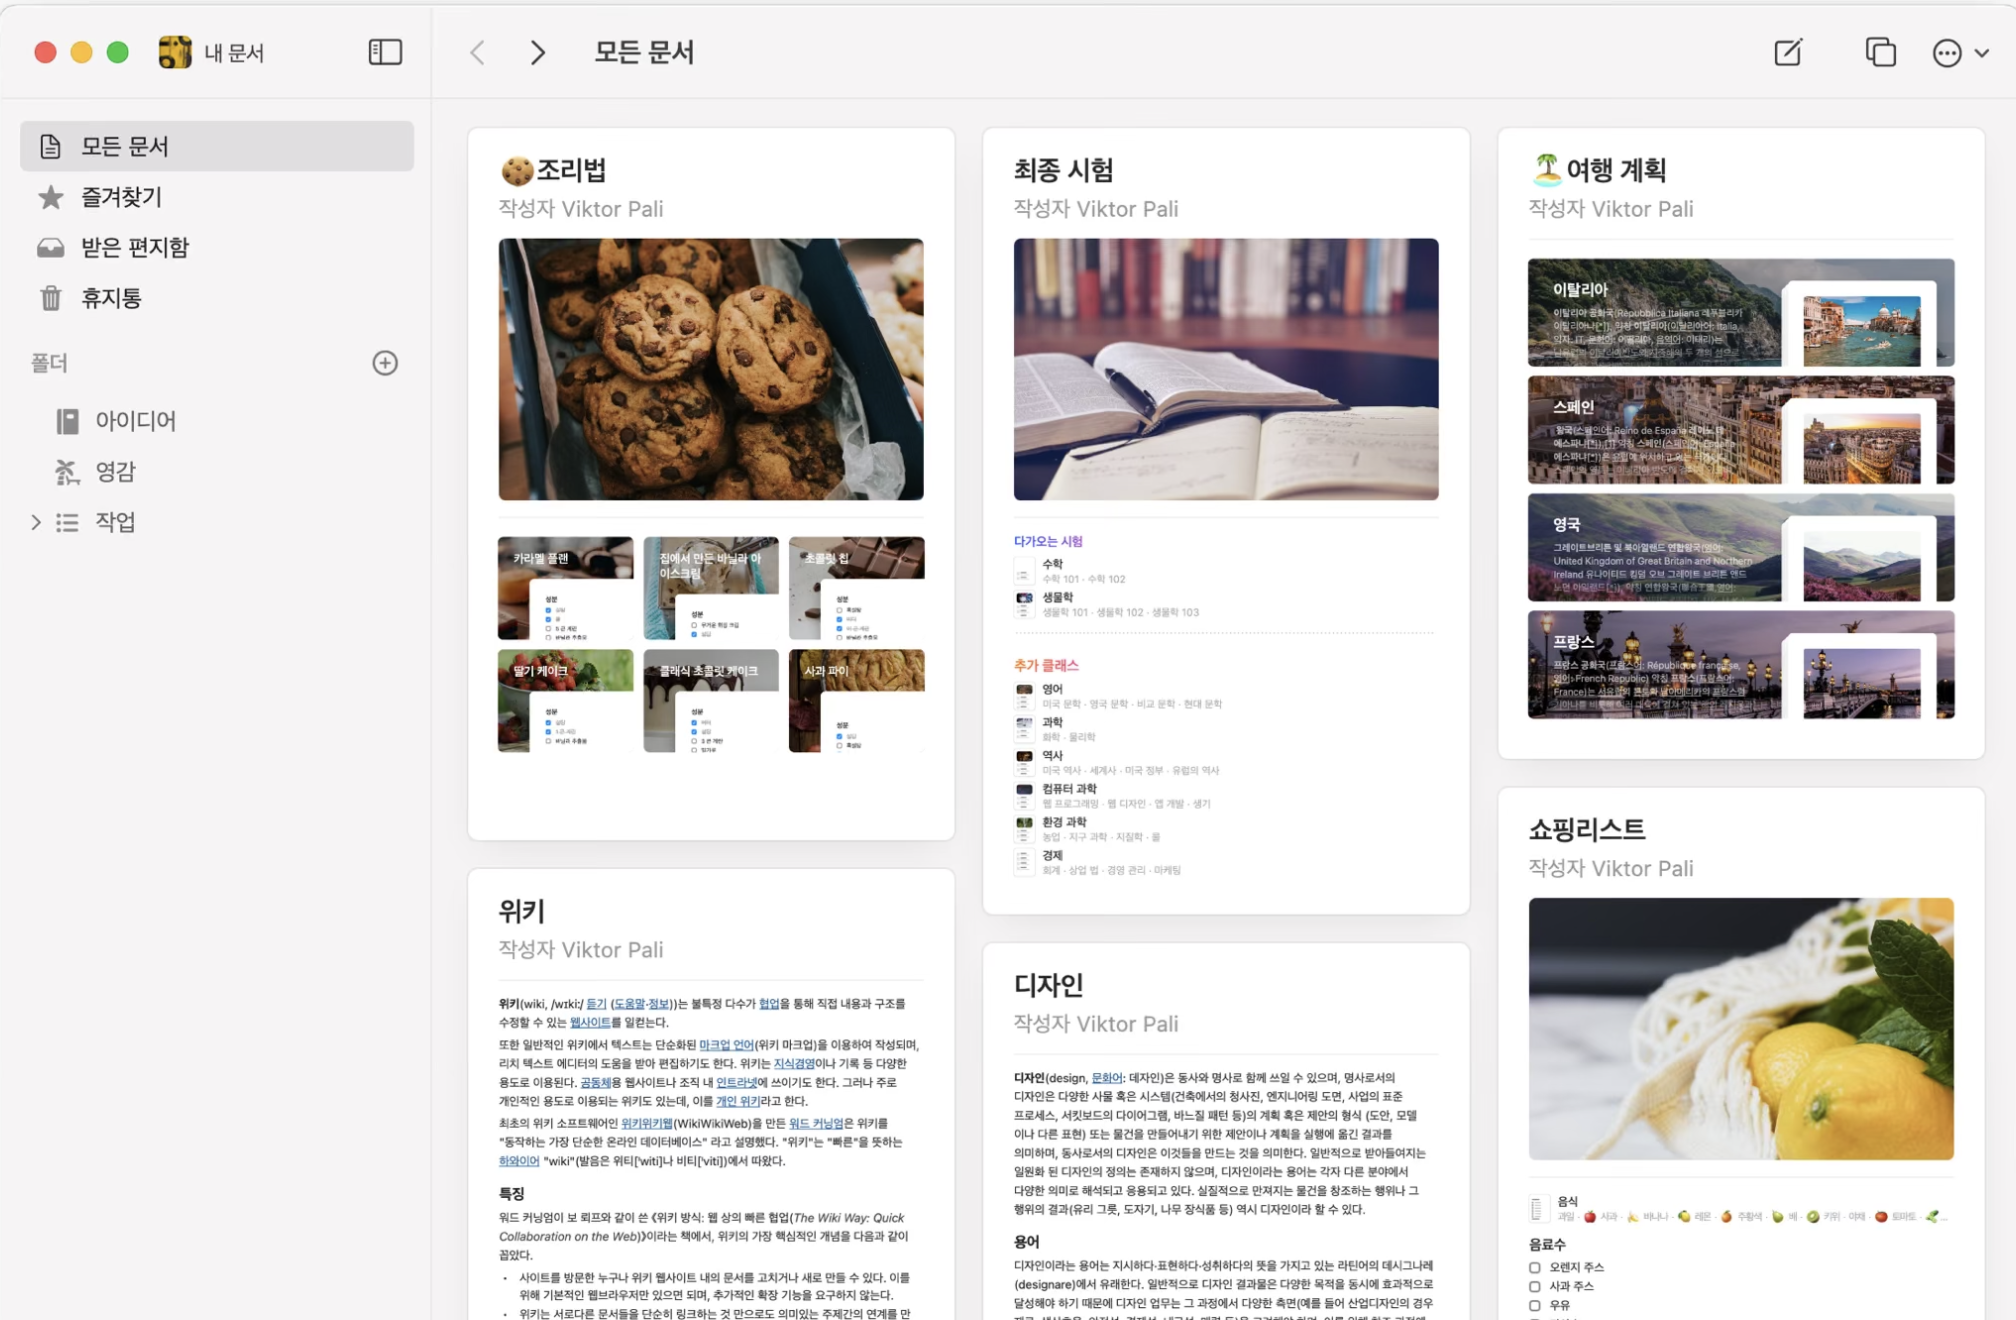 내 문서
모든 문서
모든 문서
즐겨찾기
받은 편지함
휴지통
폴더
아이디어
영감
작업
조리법
작성자 Viktor Pali
카라멜 플랜
집에서 만든 바닐라 아
이스크림
초콜릿 칩
성분
성분
성분
딸기 케이크
클래식 초콜릿 케이크
사과 파이
성분
성분
성분
위키
작성자 Viktor Pali
위키(wiki, /wɪkiː/ 듣기 (도움말·정보))는 불특정 다수가 협업을 통해 직접 내용과 구조를
수정할 수 있는 웹사이트를 일컫는다.
또한 일반적인 위키에서 텍스트는 단순화된 마크업 언어(위키 마크업)을 이용하여 작성되며,
리치 텍스트 에디터의 도움을 받아 편집하기도 한다. 위키는 지식경영이나 기록 등 다양한
용도로 이용된다. 공동체용 웹사이트나 조직 내 인트라넷에 쓰이기도 한다. 그러나 주로
개인적인 용도로 이용되는 위키도 있는데, 이를 개인 위키라고 한다.
최초의 위키 소프트웨어인 위키위키웹(WikiWikiWeb)을 만든 워드 커닝엄은 위키를
"동작하는 가장 단순한 온라인 데이터베이스" 라고 설명했다. "위키"는 "빠른"을 뜻하는
하와이어 "wiki"(발음은 위티['witi]나 비티['viti])에서 따왔다.
특징
워드 커닝엄이 보 뢰프와 같이 쓴 《위키 방식: 웹 상의 빠른 협업(The Wiki Way: Quick
Collaboration on the Web)》이라는 책에서, 위키의 가장 핵심적인 개념을 다음과 같이
꼽았다.
• 사이트를 방문한 누구나 위키 웹사이트 내의 문서를 고치거나 새로 만들 수 있다. 이를
위해 기본적인 웹브라우저만 있으면 되며, 추가적인 확장 기능을 요구하지 않는다.
• 위키는 서로다른 문서들을 단순히 링크하는 것 만으로도 의미있는 주제간의 연계를 만
최종 시험
작성자 Viktor Pali
다가오는 시험
수학
수학 101 · 수학 102
생물학
생물학 101 · 생물학 102 · 생물학 103
추가 클래스
영어
미국 문학 · 영국 문학 · 비교 문학 · 현대 문학
과학
화학 · 물리학
역사
미국 역사 · 세계사 · 미국 정부 · 유럽의 역사
컴퓨터 과학
웹 프로그래밍 · 웹 디자인 · 앱 개발 · 생기
환경 과학
농업 · 지구 과학 · 지질학 · 물
경제
회계 · 상업 법 · 경영 관리 · 마케팅
디자인
작성자 Viktor Pali
디자인(design, 문화어: 데자인)은 동사와 명사로 함께 쓰일 수 있으며, 명사로서의
디자인은 다양한 사물 혹은 시스템(건축에서의 청사진, 엔지니어링 도면, 사업의 표준
프로세스, 서킷보드의 다이어그램, 바느질 패턴 등)의 계획 혹은 제안의 형식 (도안, 모델
이나 다른 표현) 또는 물건을 만들어내기 위한 제안이나 계획을 실행에 옮긴 결과를
의미하며, 동사로서의 디자인은 이것들을 만드는 것을 의미한다. 일반적으로 받아들여지는
일원화 된 디자인의 정의는 존재하지 않으며, 디자인이라는 용어는 각자 다른 분야에서
다양한 의미로 해석되고 응용되고 있다. 실질적으로 만져지는 물건을 창조하는 행위나 그
행위의 결과(유리 그릇, 도자기, 나무 장식품 등) 역시 디자인이라 할 수 있다.
용어
디자인이라는 용어는 지시하다·표현하다·성취하다의 뜻을 가지고 있는 라틴어의 데시그나레
(designare)에서 유래한다. 일반적으로 디자인 결과물은 다양한 목적을 동시에 효과적으로
달성해야 하기 때문에 디자인 업무는 그 과정에서 다양한 측면(예를 들어 산업디자인의 경우
여행 계획
작성자 Viktor Pali
이탈리아
이탈리아 공화국(Repubblica Italiana 레푸블리카
스페인
영국
그레이트브리튼 및 북아일랜드 연합왕국(영어:
United Kingdom of Great Britain and Northern
Ireland 유나이티드 킹덤 오브 그레이트 브리튼 앤드
프랑스
프랑스 공화국(프랑스어: République française,
영어: French Republic) 약칭 프랑스(프랑스어:
쇼핑리스트
작성자 Viktor Pali
음식
과일 · 사과 · 바나나 · 레몬 · 주황색 · 배 · 키위 · 야채 · 토마토 ·
음료수
오렌지 주스
사과 주스
우유